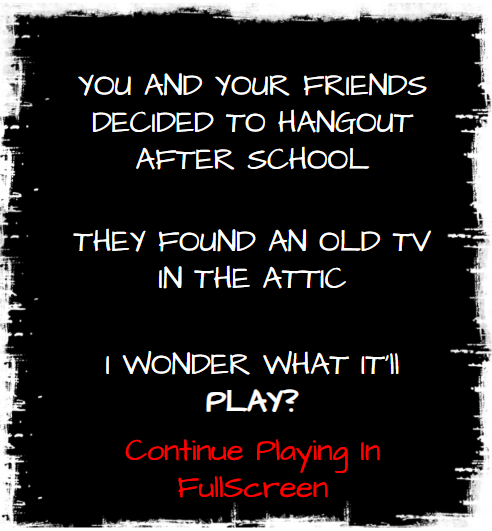 YOU AND YOUR FRIENDS
DECIDED TO HANGOUT
AFTER SCHOOL
THEY FOUND AN OLD TV
IN THE ATTIC
I WONDER WHAT IT'll
PLAY?
Continue Playing In
FullScreen